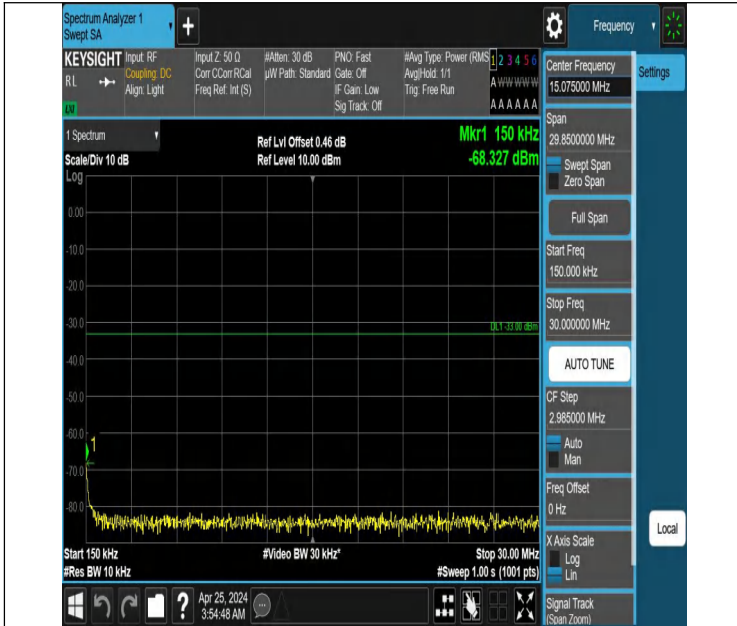 Spectrum Analyzer 1
Swept SA
+
Frequency
KEYSIGHT
RL
Input: RF
Coupling: DC
Align: Light
Input Z: 50 Ω
Corr CCorr RCal
Freq Ref: Int (S)
#Atten: 30 dB
µW Path: Standard
PNO: Fast
Gate: Off
IF Gain: Low
Sig Track: Off
#Avg Type: Power (RMS
Avg|Hold: 1/1
Trig: Free Run
1 2 3 4 5 6
A W W W W W
A A A A A A
1 Spectrum
Scale/Div 10 dB
Log
Ref Lvl Offset 0.46 dB
Ref Level 10.00 dBm
Mkr1 150 kHz
-68.327 dBm
0.00
-10.0
-20.0
-30.0
-40.0
-50.0
-60.0
-70.0
-80.0
DL1 -33.00 dBm
1
Start 150 kHz
#Res BW 10 kHz
#Video BW 30 kHz*
Stop 30.00 MHz
#Sweep 1.00 s (1001 pts)
Center Frequency
15.075000 MHz
Span
29.8500000 MHz
Swept Span
Zero Span
Full Span
Start Freq
150.000 kHz
Stop Freq
30.000000 MHz
AUTO TUNE
CF Step
2.985000 MHz
Auto
Man
Freq Offset
0 Hz
X Axis Scale
Log
Lin
Signal Track
(Span Zoom)
Settings
Local
?
Apr 25, 2024
3:54:48 AM